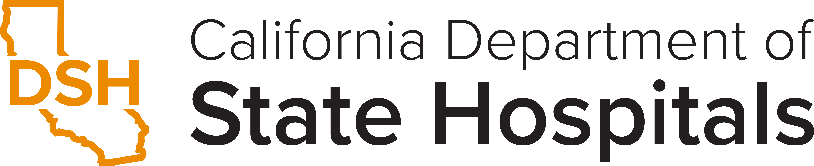 DSH
California Department of
State Hospitals